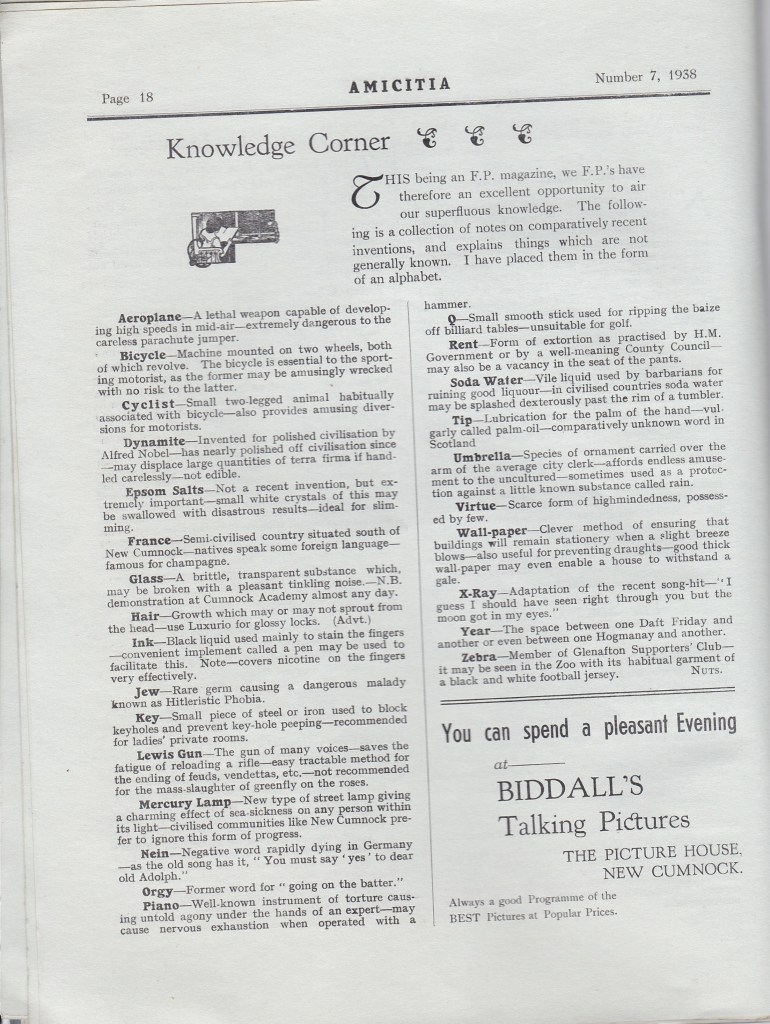 Page 18
AMICITIA
Number 7, 1938
Knowledge Corner
THIS being an F.P. magazine, we F.P.'s have
therefore an excellent opportunity to air
our superfluous knowledge. The follow-
ing is a collection of notes on comparatively recent
inventions, and explains things which are not
generally known. I have placed them in the form
of an alphabet.
Aeroplane—A lethal weapon capable of develop-
ing high speeds in mid-air—extremely dangerous to the
careless parachute jumper.
Bicycle—Machine mounted on two wheels, both
of which revolve. The bicycle is essential to the sport-
ing motorist, as the former may be amusingly wrecked
with no risk to the latter.
Cyclist—Small two-legged animal habitually
associated with bicycle—also provides amusing diver-
sions for motorists.
Dynamite—Invented for polished civilisation by
Alfred Nobel—has nearly polished off civilisation since
—may displace large quantities of terra firma if hand-
led carelessly—not edible.
Epsom Salts—Not a recent invention, but ex-
tremely important—small white crystals of this may
be swallowed with disastrous results—ideal for slim-
ming.
France—Semi-civilised country situated south of
New Cumnock—natives speak some foreign language—
famous for champagne.
Glass—A brittle, transparent substance which,
may be broken with a pleasant tinkling noise.—N.B.
demonstration at Cumnock Academy almost any day.
Hair—Growth which may or may not sprout from
the head—use Luxurio for glossy locks. (Advt.)
Ink—Black liquid used mainly to stain the fingers
—convenient implement called a pen may be used to
facilitate this. Note—covers nicotine on the fingers
very effectively.
Jew—Rare germ causing a dangerous malady
known as Hitleristic Phobia.
Key—Small piece of steel or iron used to block
keyholes and prevent key-hole peeping—recommended
for ladies' private rooms.
Lewis Gun—The gun of many voices—saves the
fatigue of reloading a rifle—easy tractable method for
the ending of feuds, vendettas, etc.—not recommended
for the mass-slaughter of greenfly on the roses.
Mercury Lamp—New type of street lamp giving
a charming effect of sea-sickness on any person within
its light—civilised communities like New Cumnock pre-
fer to ignore this form of progress.
Nein—Negative word rapidly dying in Germany
—as the old song has it, "You must say 'yes' to dear
old Adolph."
Orgy—Former word for "going on the batter."
Piano—Well-known instrument of torture caus-
ing untold agony under the hands of an expert—may
cause nervous exhaustion when operated with a
hammer.
Q—Small smooth stick used for ripping the baize
off billiard tables—unsuitable for golf.
Rent—Form of extortion as practised by H.M.
Government or by a well-meaning County Council—
may also be a vacancy in the seat of the pants.
Soda Water—Vile liquid used by barbarians for
ruining good liquour—in civilised countries soda water
may be splashed dexterously past the rim of a tumbler.
Tip—Lubrication for the palm of the hand—vul-
garly called palm-oil—comparatively unknown word in
Scotland
Umbrella—Species of ornament carried over the
arm of the average city clerk—affords endless amuse-
ment to the uncultured—sometimes used as a protec-
tion against a little known substance called rain.
Virtue—Scarce form of highmindedness, possess-
ed by few.
Wall-paper—Clever method of ensuring that
buildings will remain stationery when a slight breeze
blows—also useful for preventing draughts—good thick
wall-paper may even enable a house to withstand a
gale.
X-Ray—Adaptation of the recent song-hit—"I
guess I should have seen right through you but the
moon got in my eyes."
Year—The space between one Daft Friday and
another or even between one Hogmanay and another.
Zebra—Member of Glenafton Supporters' Club—
it may be seen in the Zoo with its habitual garment of
a black and white football jersey. NUTS.
You can spend a pleasant Evening
at—
BIDDALL'S
Talking Pictures
THE PICTURE HOUSE,
NEW CUMNOCK.
Always a good Programme of the
BEST Pictures at Popular Prices.